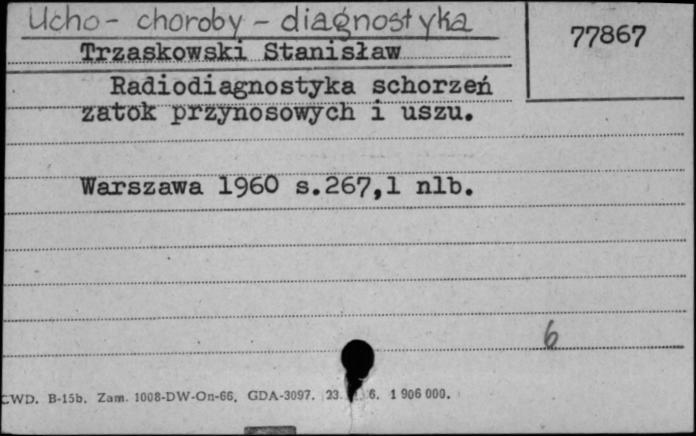 Ucho - choroby - diagnostyka
77867
Trzaskowski Stanisław
Radiodiagnostyka schorzeń
zatok przynosowych i uszu.
Warszawa 1960 s.267,1 nlb.
6
CWD. B-15b. Zam. 1008-DW-On-66. GDA-3097. 23. 6. 1 906 000.